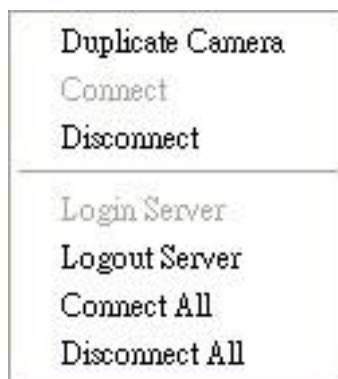 Duplicate Camera
Connect
Disconnect
Login Server
Logout Server
Connect All
Disconnect All